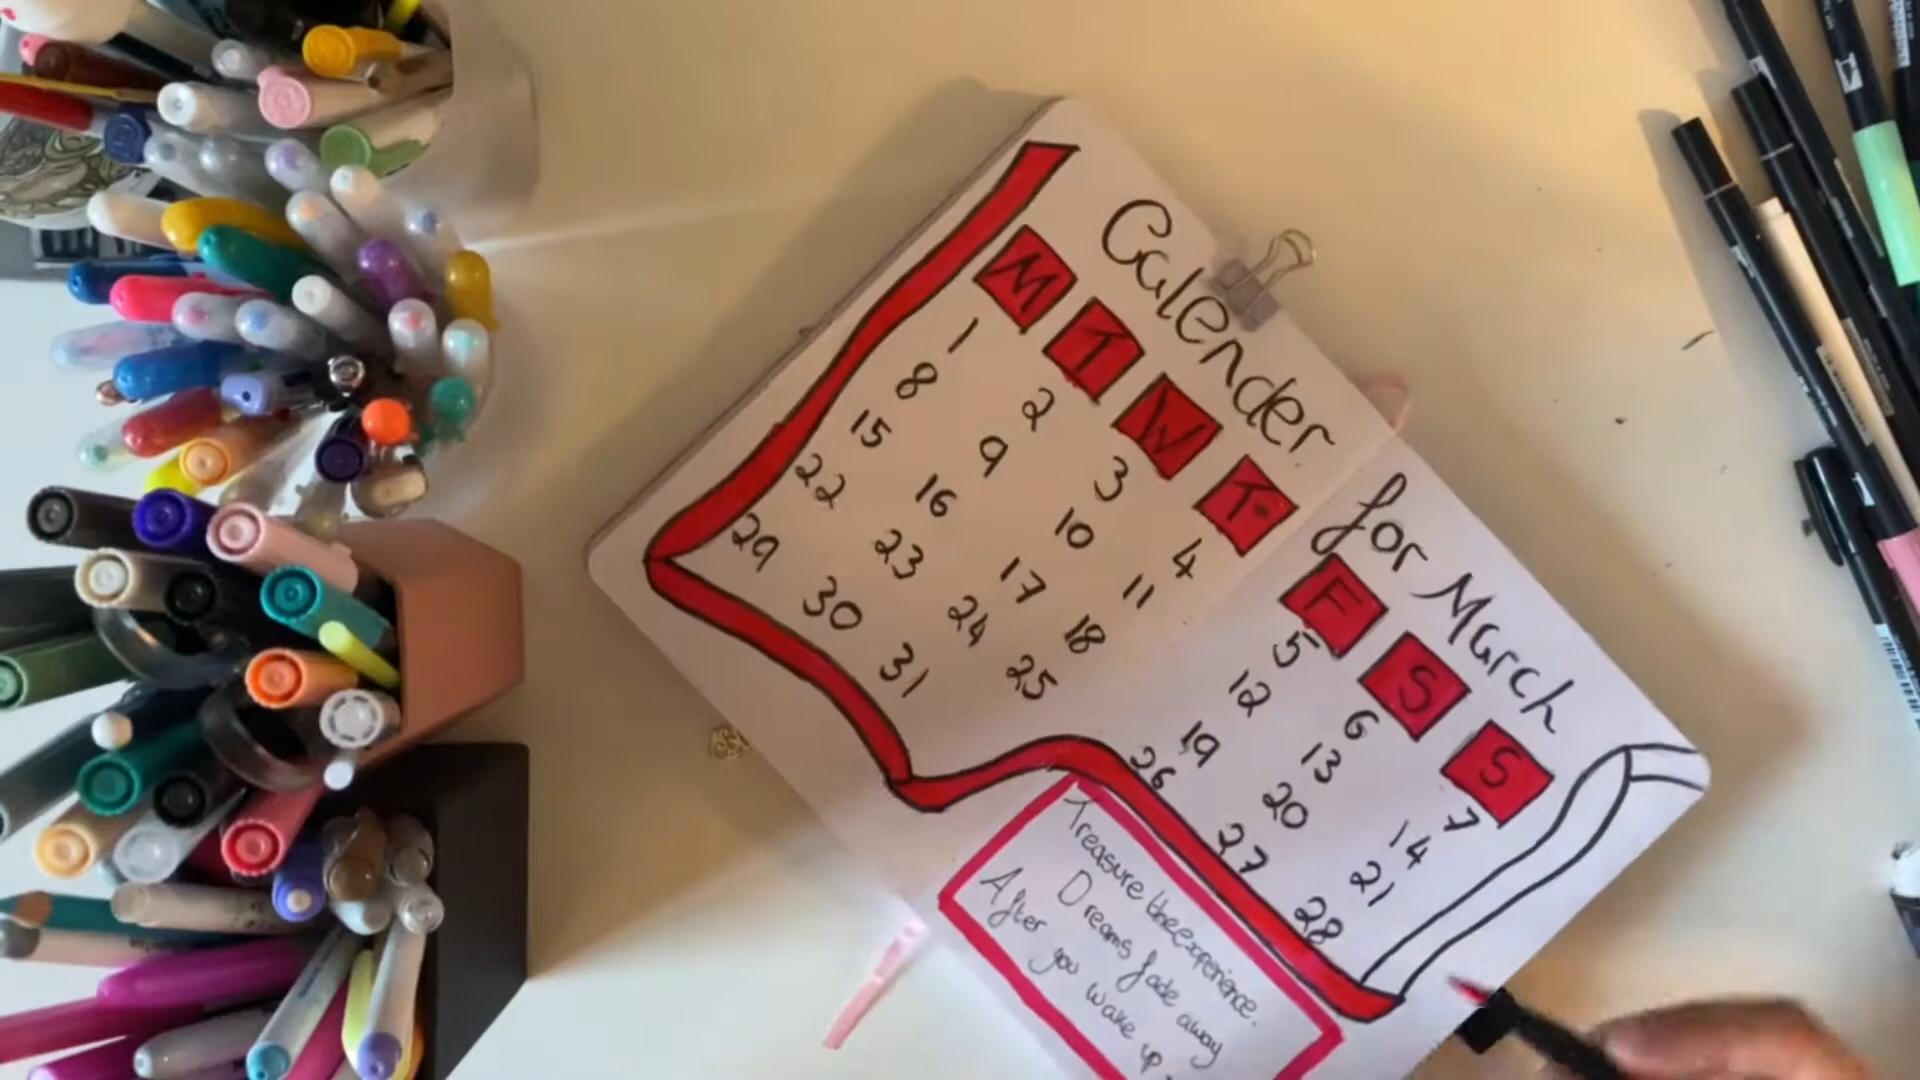 Calender for March
M T W T F S S
1 2 3 4 5 6 7
8 9 10 11 12 13 14
15 16 17 18 19 20 21
22 23 24 25 26 27 28
29 30 31
Treasure the experience.
Dreams fade away
After you wake up.